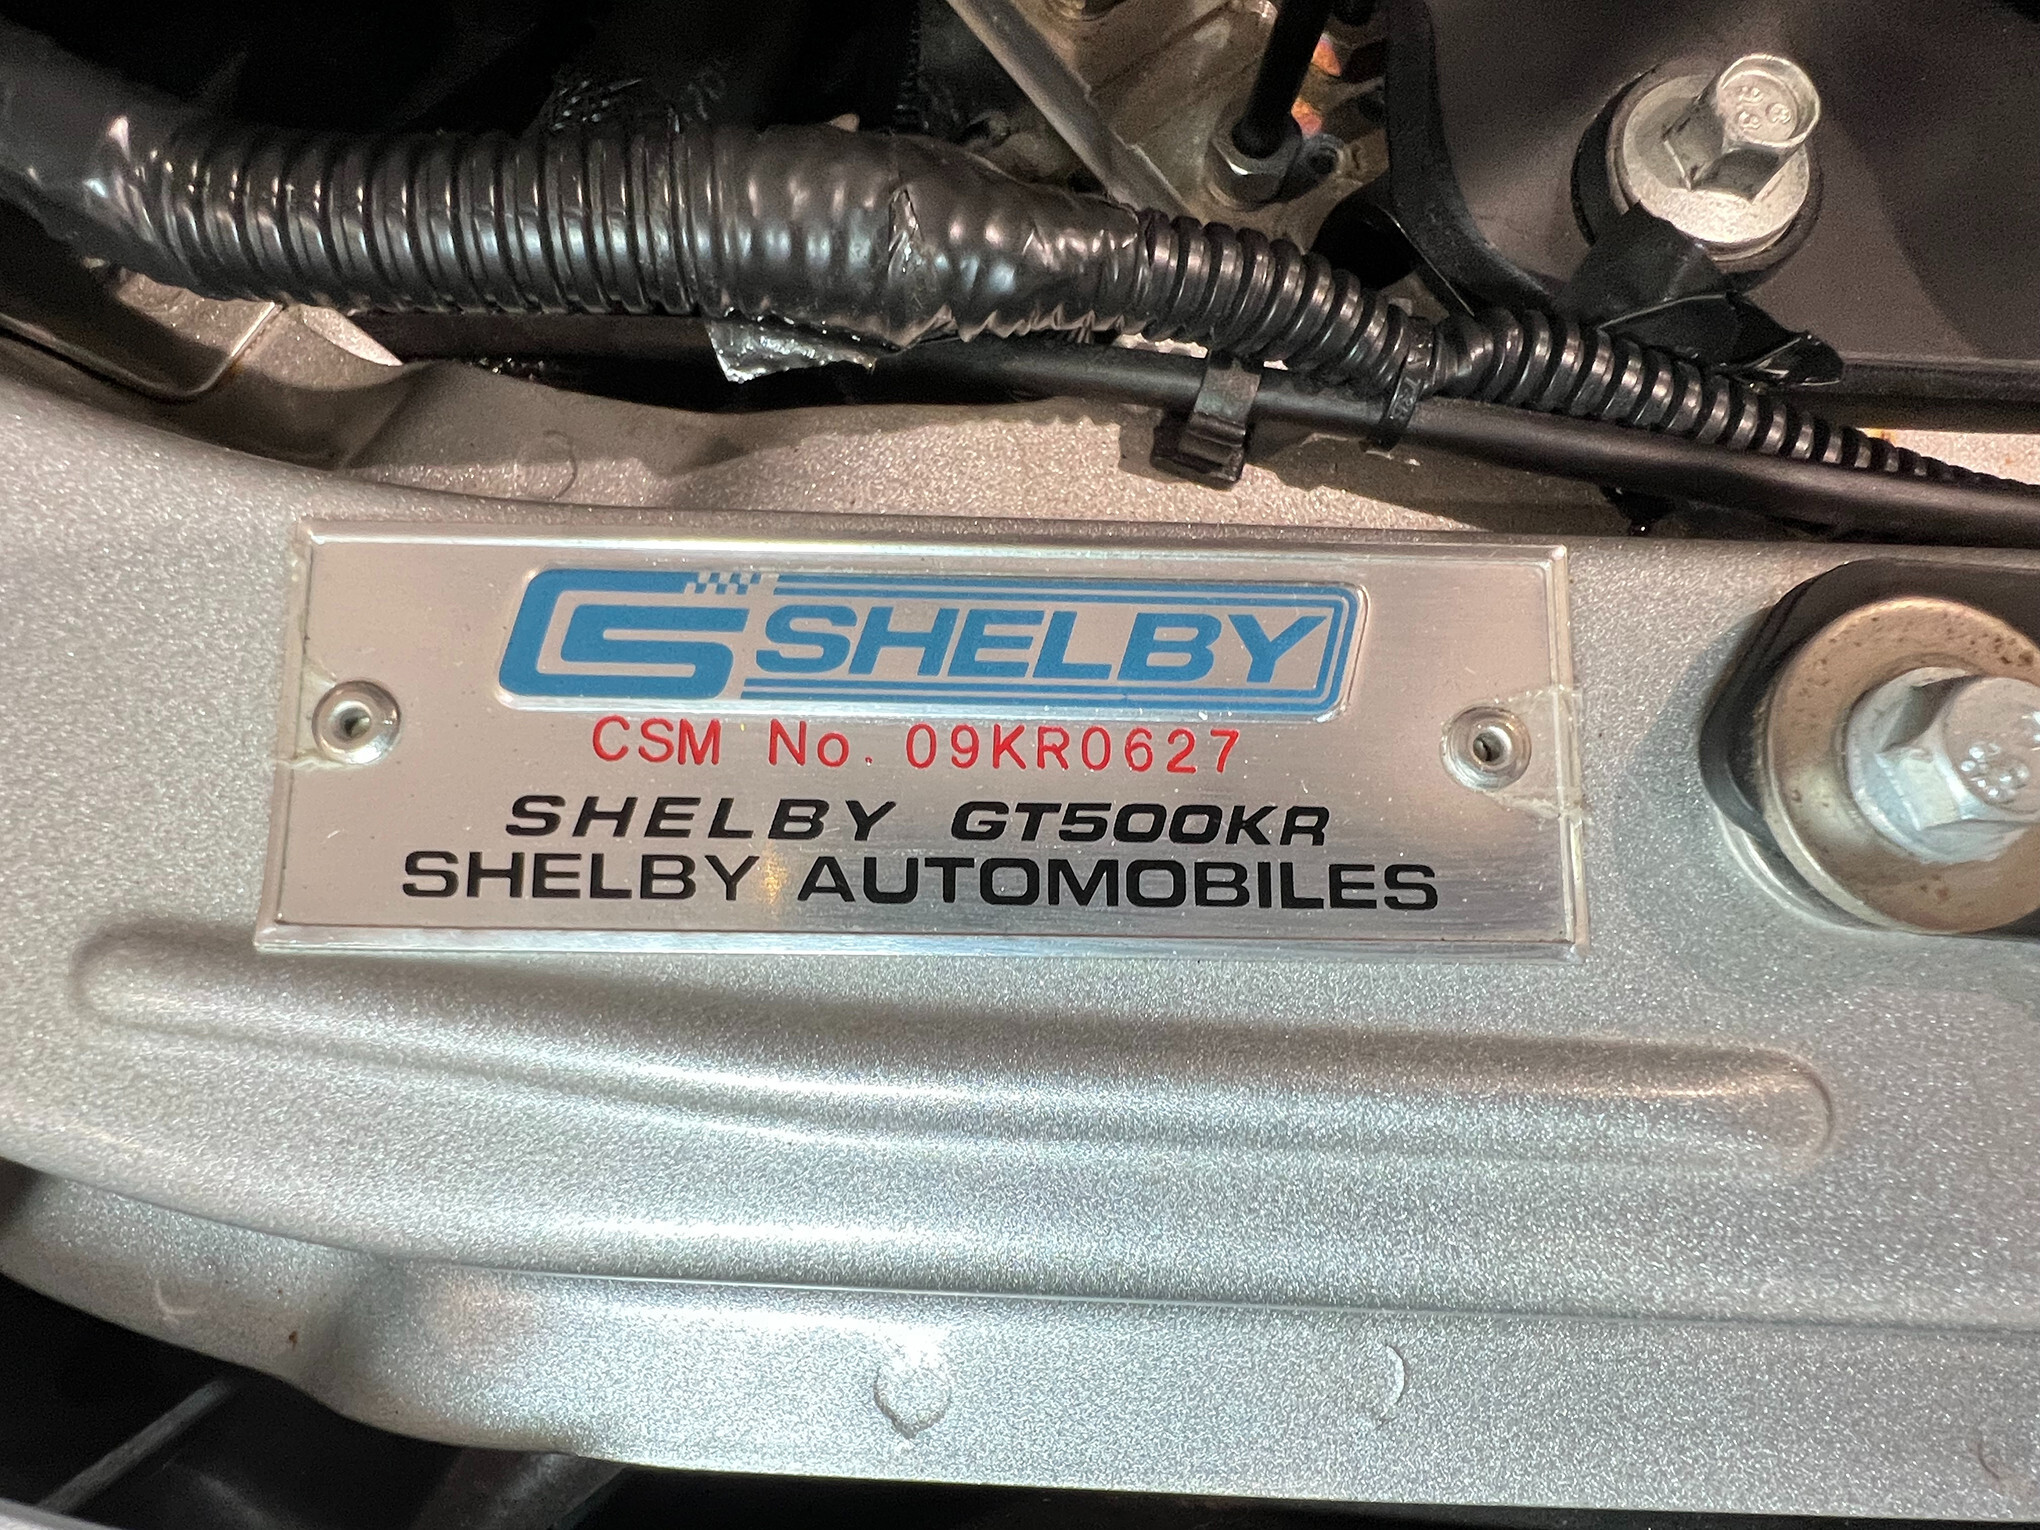 SHELBY
CSM No. 09KR0627
SHELBY GT500KR
SHELBY AUTOMOBILES